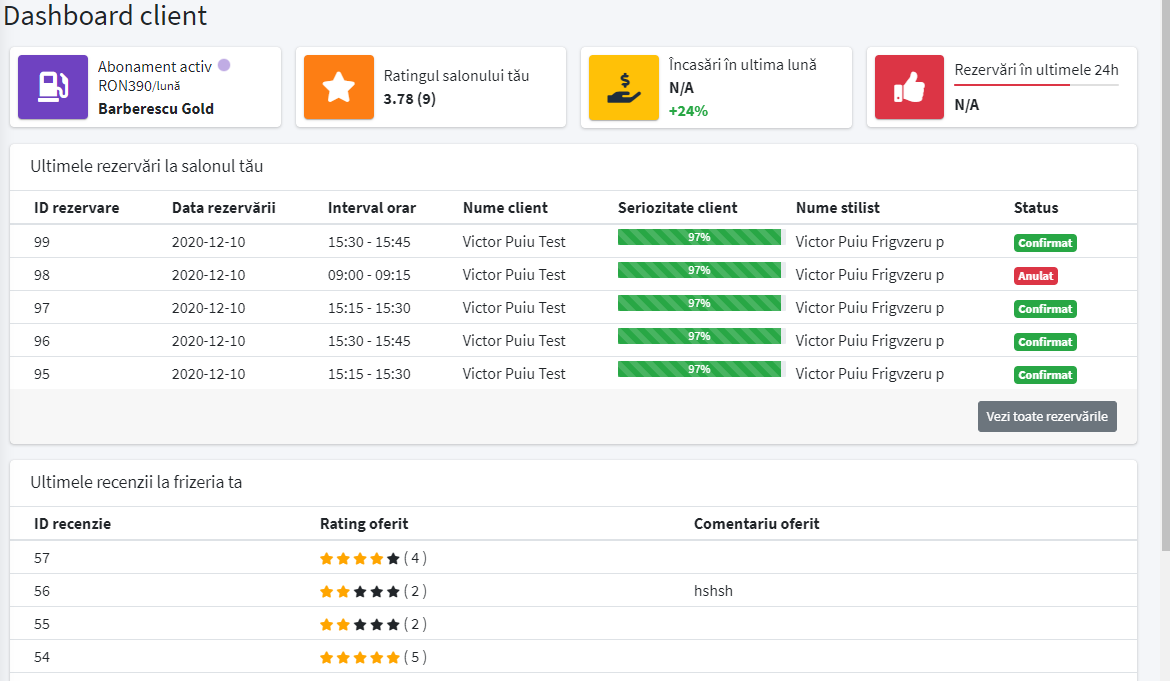 Dashboard client
Abonament activ
RON390/lună
Barberescu Gold
Ratingul salonului tău
3.78 (9)
Încasări în ultima lună
N/A
+24%
Rezervări în ultimele 24h
N/A
Ultimele rezervări la salonul tău
ID rezervare Data rezervării Interval orar Nume client Seriozitate client Nume stilist Status
99 2020-12-10 15:30 - 15:45 Victor Puiu Test 97% Victor Puiu Frigvzeru p Confirmat
98 2020-12-10 09:00 - 09:15 Victor Puiu Test 97% Victor Puiu Frigvzeru p Anulat
97 2020-12-10 15:15 - 15:30 Victor Puiu Test 97% Victor Puiu Frigvzeru p Confirmat
96 2020-12-10 15:30 - 15:45 Victor Puiu Test 97% Victor Puiu Frigvzeru p Confirmat
95 2020-12-10 15:15 - 15:30 Victor Puiu Test 97% Victor Puiu Frigvzeru p Confirmat
Vezi toate rezervările
Ultimele recenzii la frizeria ta
ID recenzie Rating oferit Comentariu oferit
57 ( 4 )
56 ( 2 ) hshsh
55 ( 2 )
54 ( 5 )